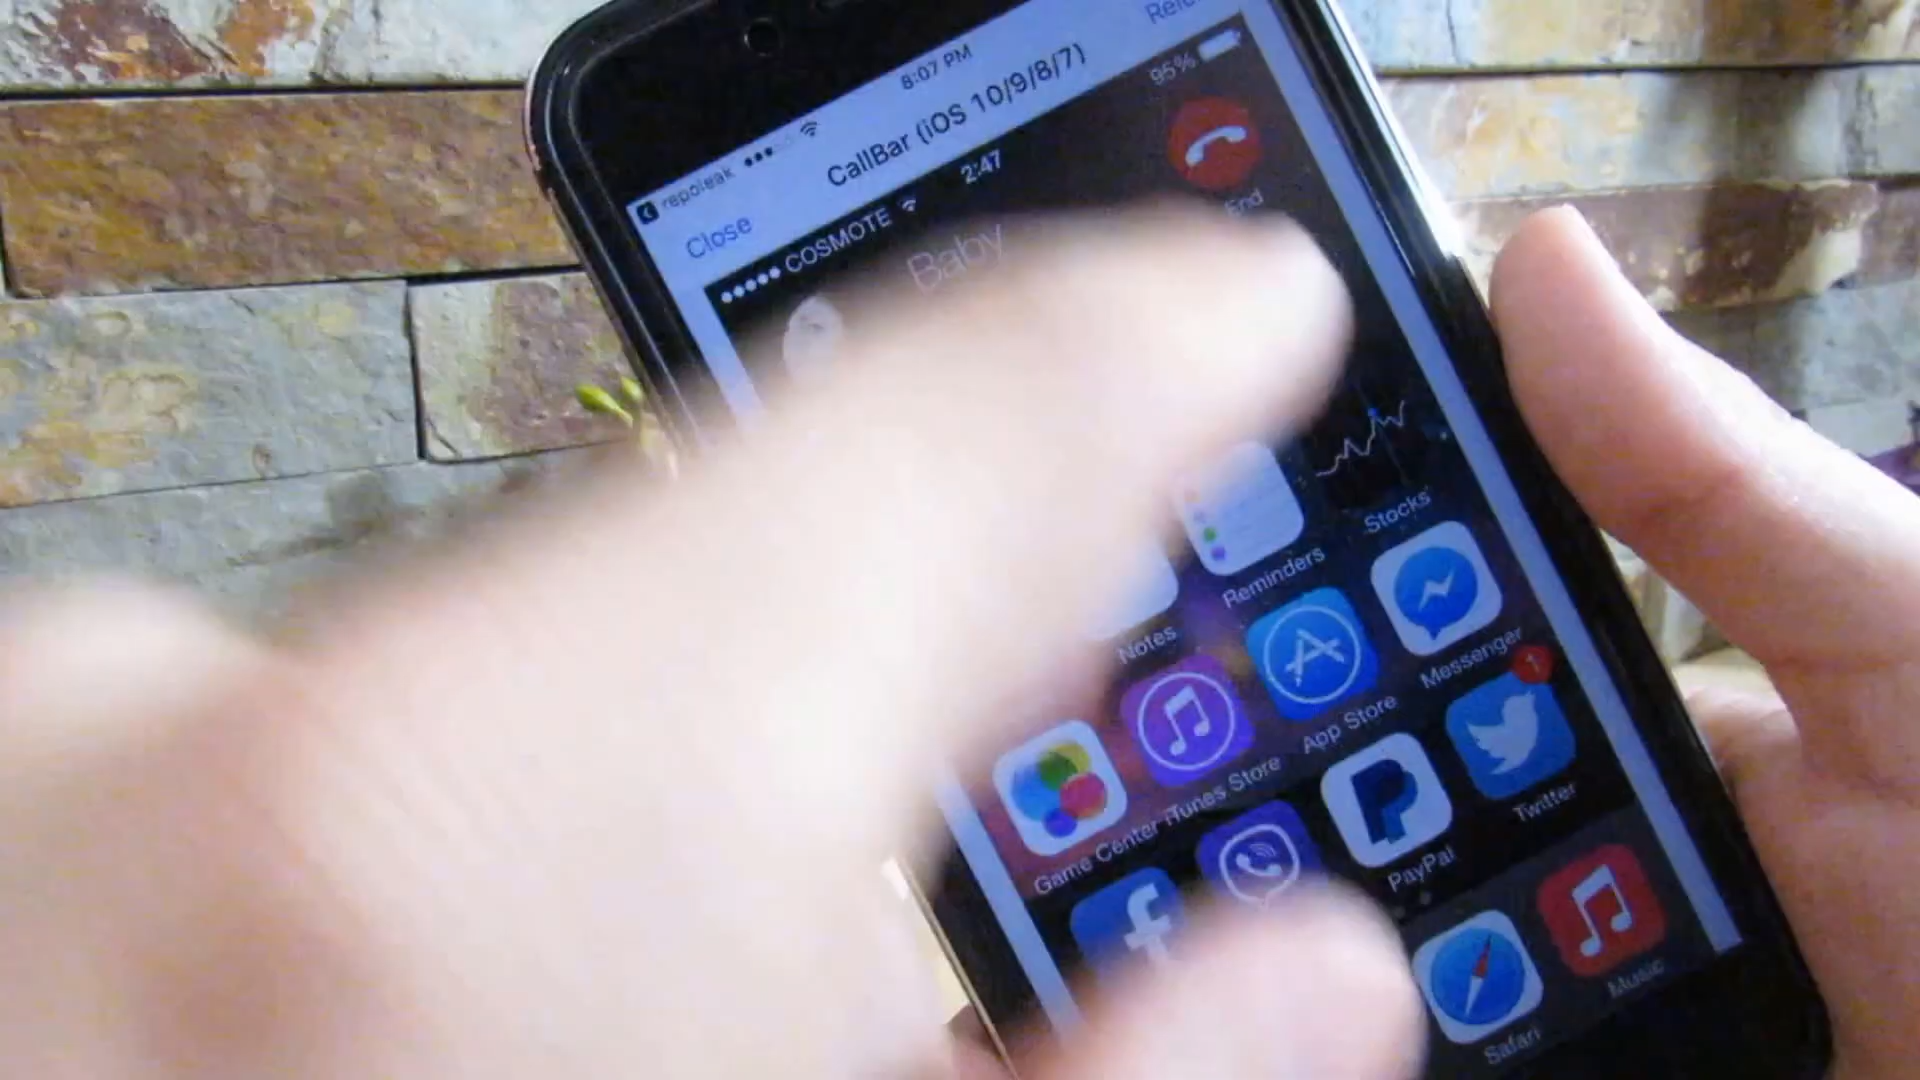 repoleak 8:07 PM
Close CallBar (iOS 10/9/8/7)
COSMOTE 2:47 95%
Baby
End
Stocks
Reminders
Notes
Messenger
1
App Store
iTunes Store
Game Center
Twitter
PayPal
Music
Safari